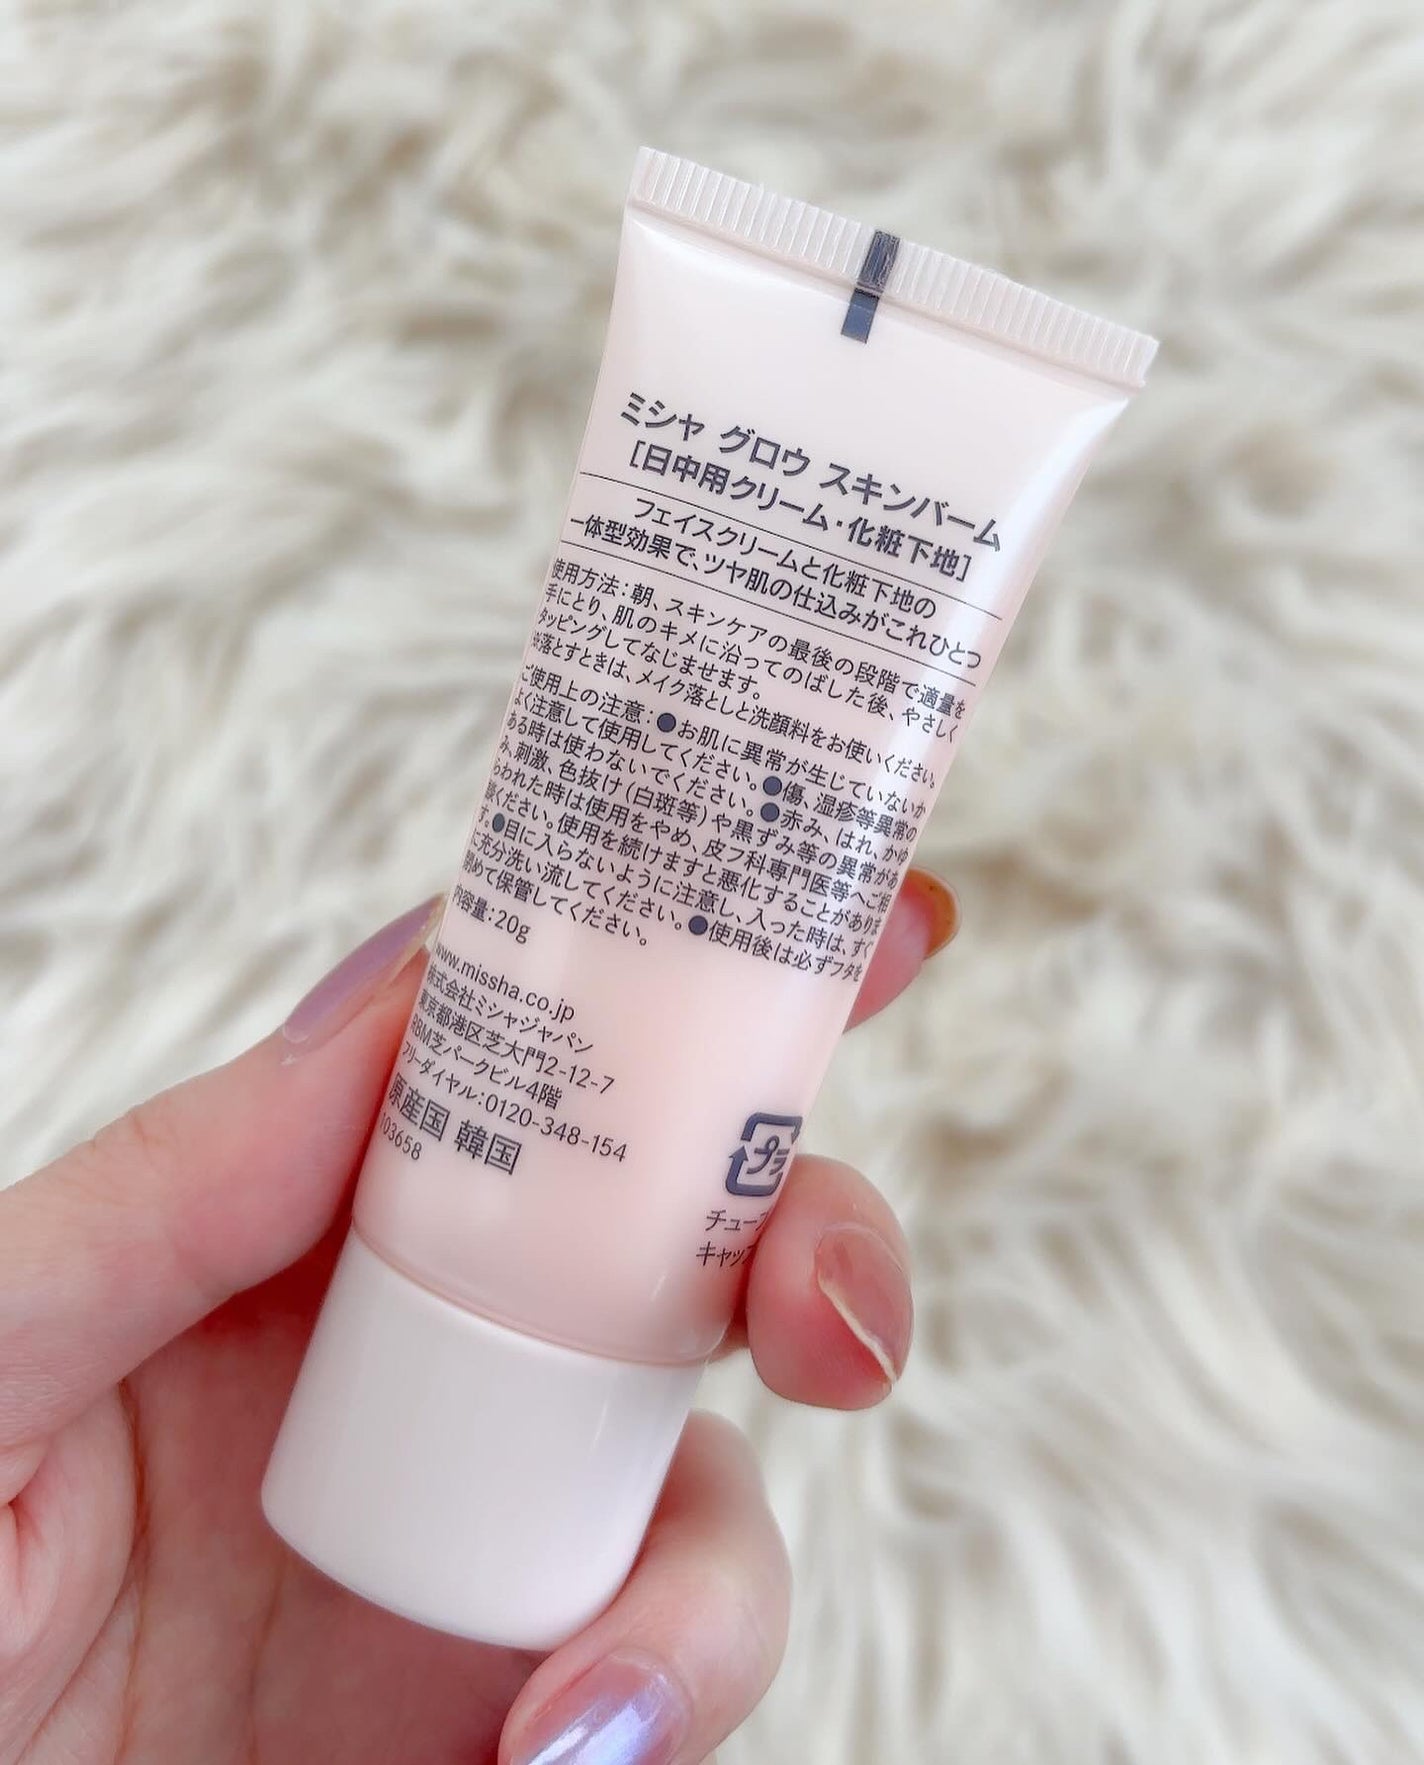 ミシャ グロウ スキンバーム
[日中用クリーム・化粧下地]
フェイスクリームと化粧下地の
一体型効果で、ツヤ肌の仕込みがこれひとつ
使用方法：朝、スキンケアの最後の段階で適量を
手にとり、肌のキメに沿ってのばした後、やさしく
タッピングしてなじませます。
※落とすときは、メイク落としと洗顔料をお使いください。
ご使用上の注意：●お肌に異常が生じていないか
よく注意して使用してください。●傷、湿疹等異常の
ある時は使わないでください。●赤み、はれ、かゆ
み、刺激、色抜け(白斑等)や黒ずみ等の異常があ
らわれた時は使用をやめ、皮フ科専門医等へご相
談ください。使用を続けますと悪化することがありま
す。●目に入らないように注意し、入った時は、すぐ
に充分洗い流してください。●使用後は必ずフタを
閉めて保管してください。
内容量：20g
www.missha.co.jp
株式会社ミシャジャパン
東京都港区芝大門2-12-7
RBM芝パークビル4階
フリーダイヤル：0120-348-154
原産国 韓国
103658
プラ